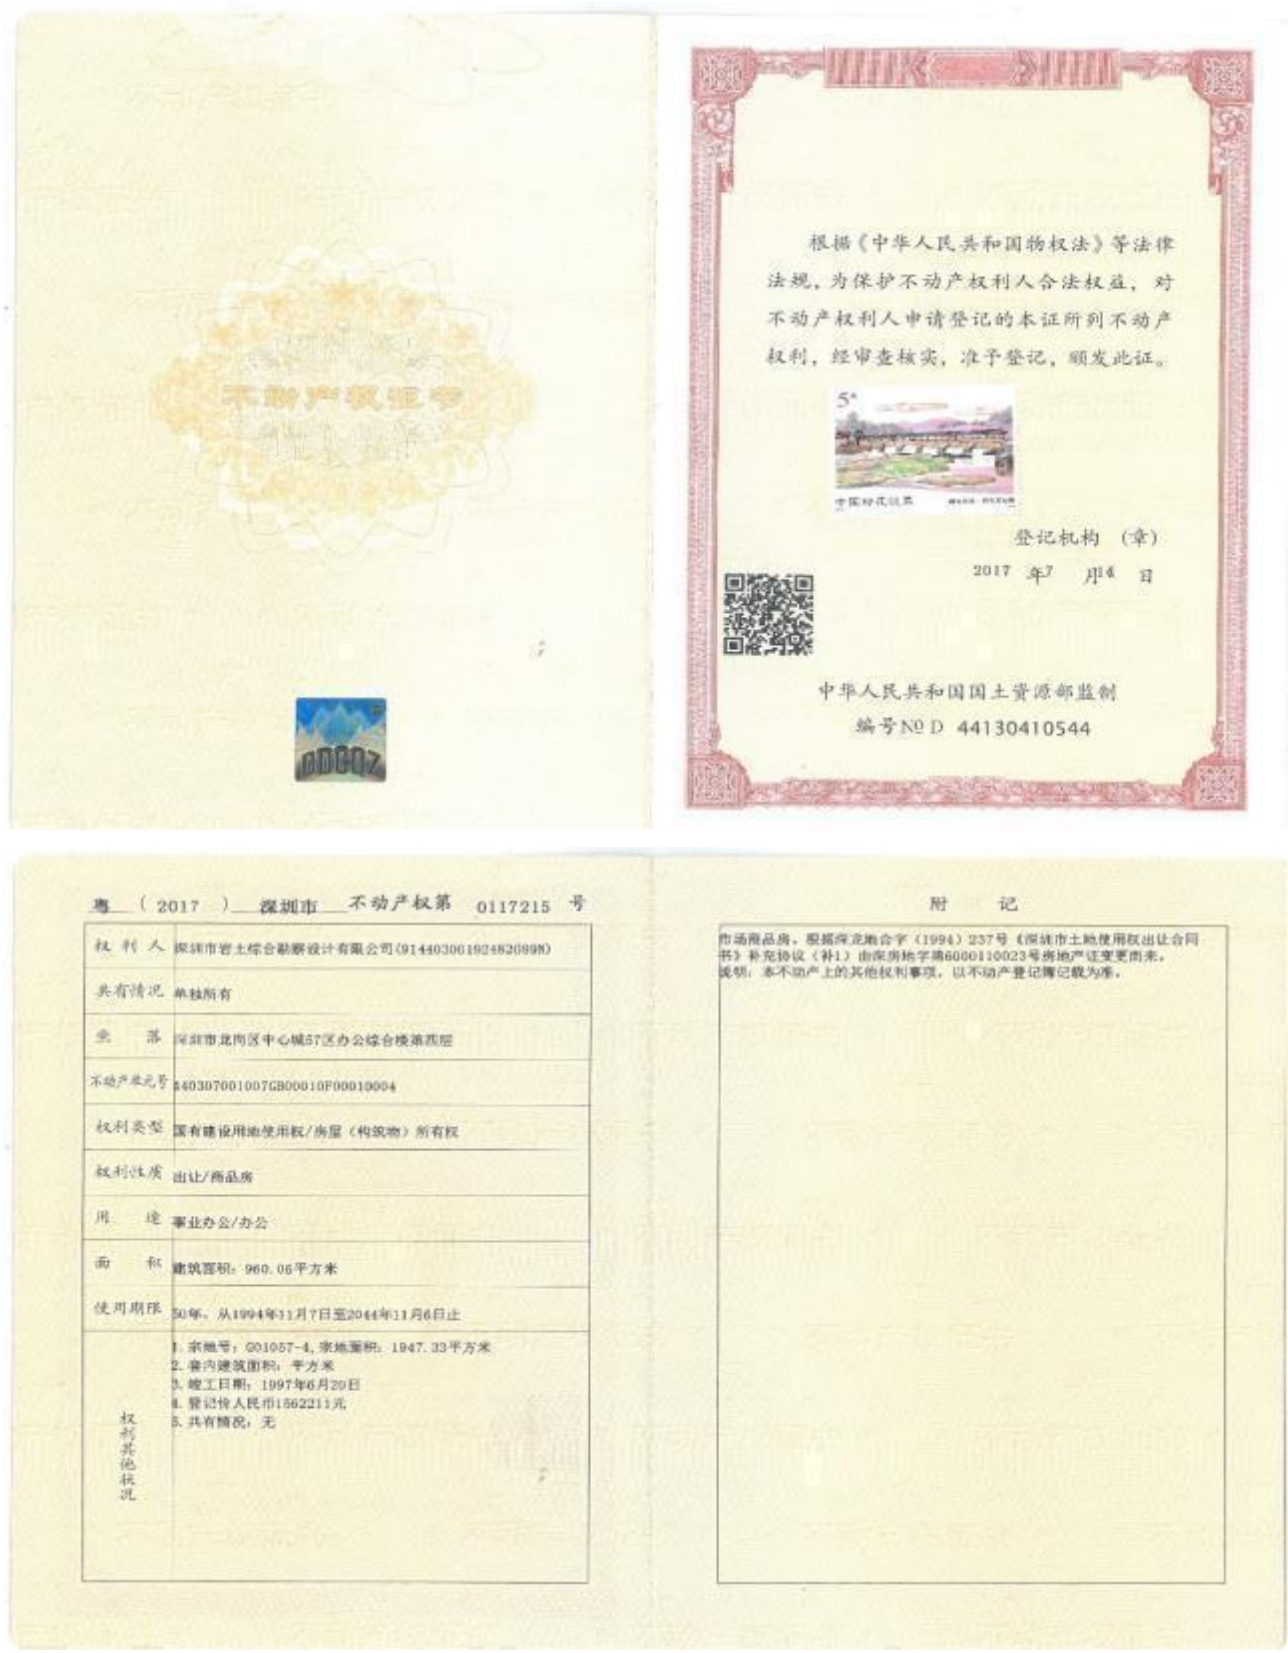 不动产权证书
根据《中华人民共和国物权法》等法律
法规，为保护不动产权利人合法权益，对
不动产权利人申请登记的本证所列不动产
权利，经审查核实，准予登记，颁发此证。
5
中国印花税票
登记机构 (章)
2017 年7 月 日
中华人民共和国国土资源部监制
编号№ D 44130410544
BDCQZ
粤 (2017) 深圳市 不动产权第 0117215 号
权利人 深圳市岩土综合勘察设计有限公司(91440300192482099N)
共有情况 单独所有
坐落 深圳市龙岗区中心城57区办公综合楼第四层
不动产单元号 440307001007GB00010F00010004
权利类型 国有建设用地使用权/房屋（构筑物）所有权
权利性质 出让/商品房
用途 事业办公/办公
面积 建筑面积：960.06平方米
使用期限 50年，从1994年11月7日至2044年11月6日止
权利其他状况
1.宗地号：G01057-4,宗地面积：1947.33平方米
2.套内建筑面积：平方米
3.竣工日期：1997年6月20日
4.登记价人民币1562211元
5.共有情况：无
附记
市场商品房。根据深龙地合字（1994）237号《深圳市土地使用权出让合同
书》补充协议（补1）由深房地字第6000110023号房地产证变更而来。
说明：本不动产上的其他权利事项，以不动产登记簿记载为准。